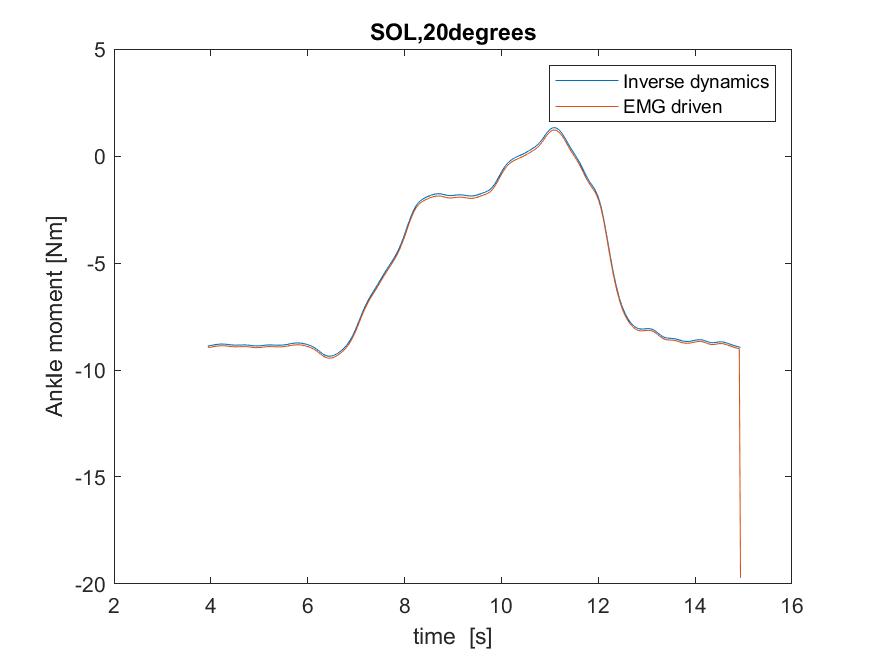 SOL,20degrees
5
Inverse dynamics
EMG driven
0
-5
Ankle moment [Nm]
-10
-15
-20
2 4 6 8 10 12 14 16
time [s]